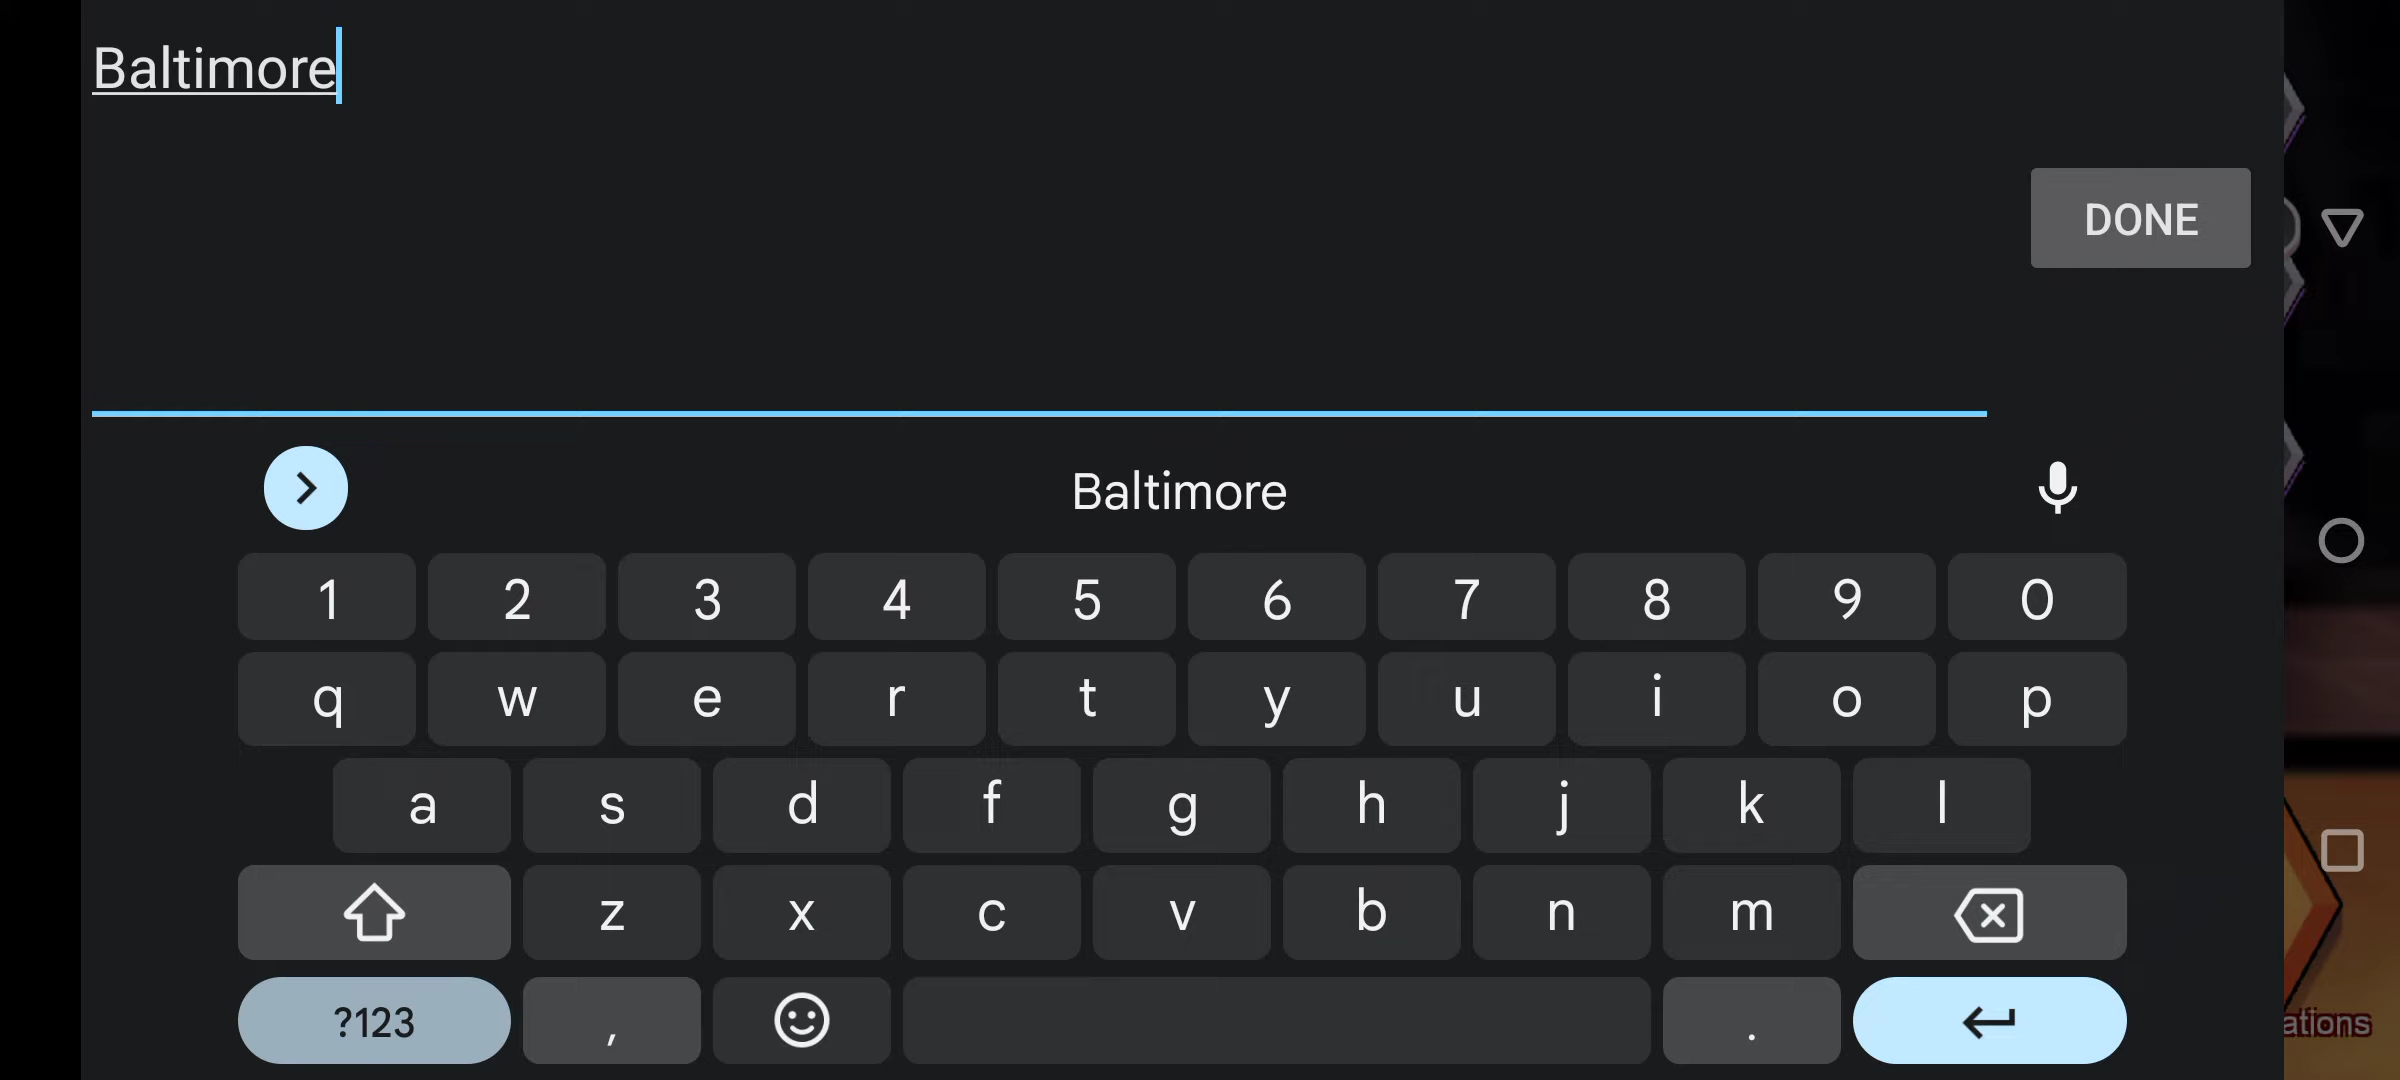 Baltimore
DONE
Baltimore
1 2 3 4 5 6 7 8 9 0
q w e r t y u i o p
a s d f g h j k l
z x c v b n m
?123 , .
ations